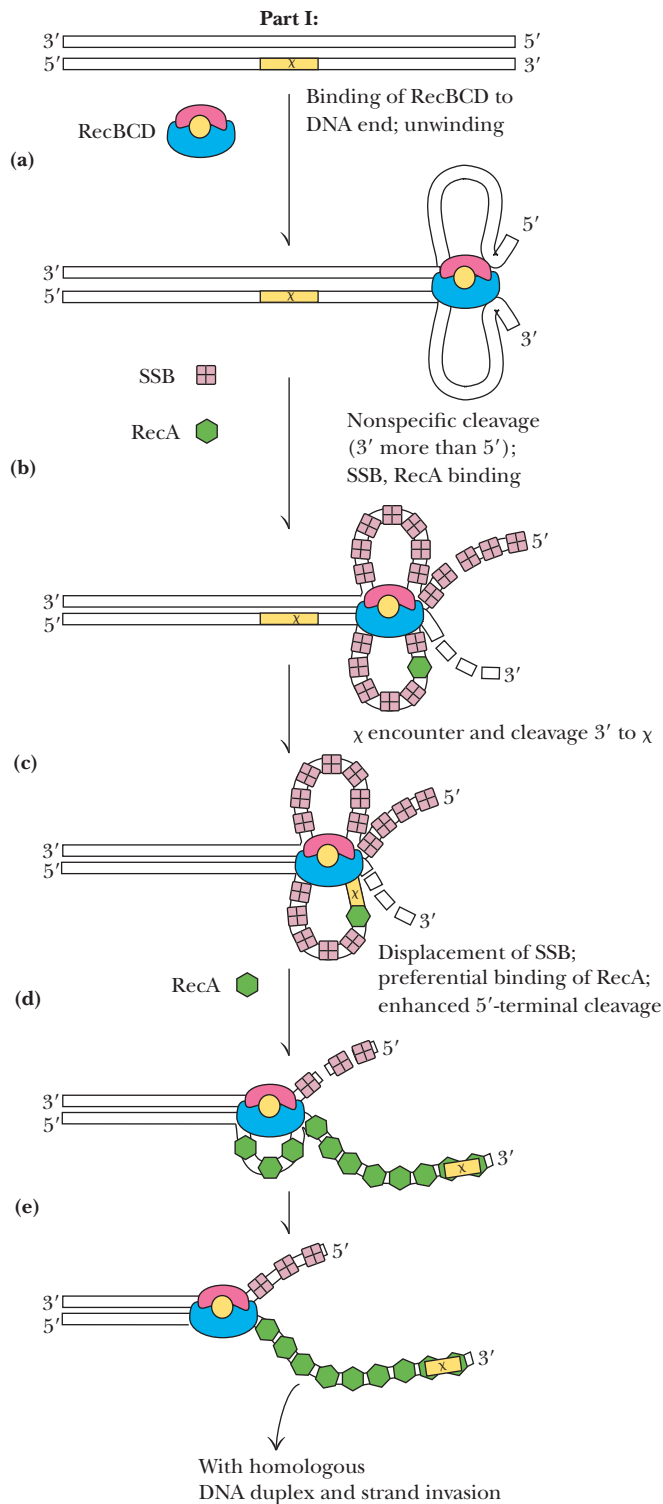 Part I:
3′ 5′
5′ χ 3′
Binding of RecBCD to
DNA end; unwinding
RecBCD
(a)
5′
3′
5′ χ
3′
SSB
RecA
Nonspecific cleavage
(3′ more than 5′);
SSB, RecA binding
(b)
5′
3′
5′ χ
3′
χ encounter and cleavage 3′ to χ
(c)
5′
3′
5′
χ
3′
Displacement of SSB;
preferential binding of RecA;
enhanced 5′-terminal cleavage
RecA
(d)
5′
3′
5′
χ 3′
(e)
5′
3′
5′
χ 3′
With homologous
DNA duplex and strand invasion